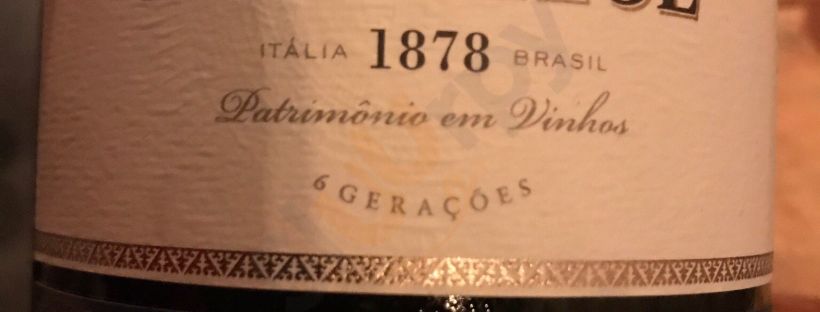 ITÁLIA 1878 BRASIL
Patrimônio em Vinhos
6 GERAÇÕES